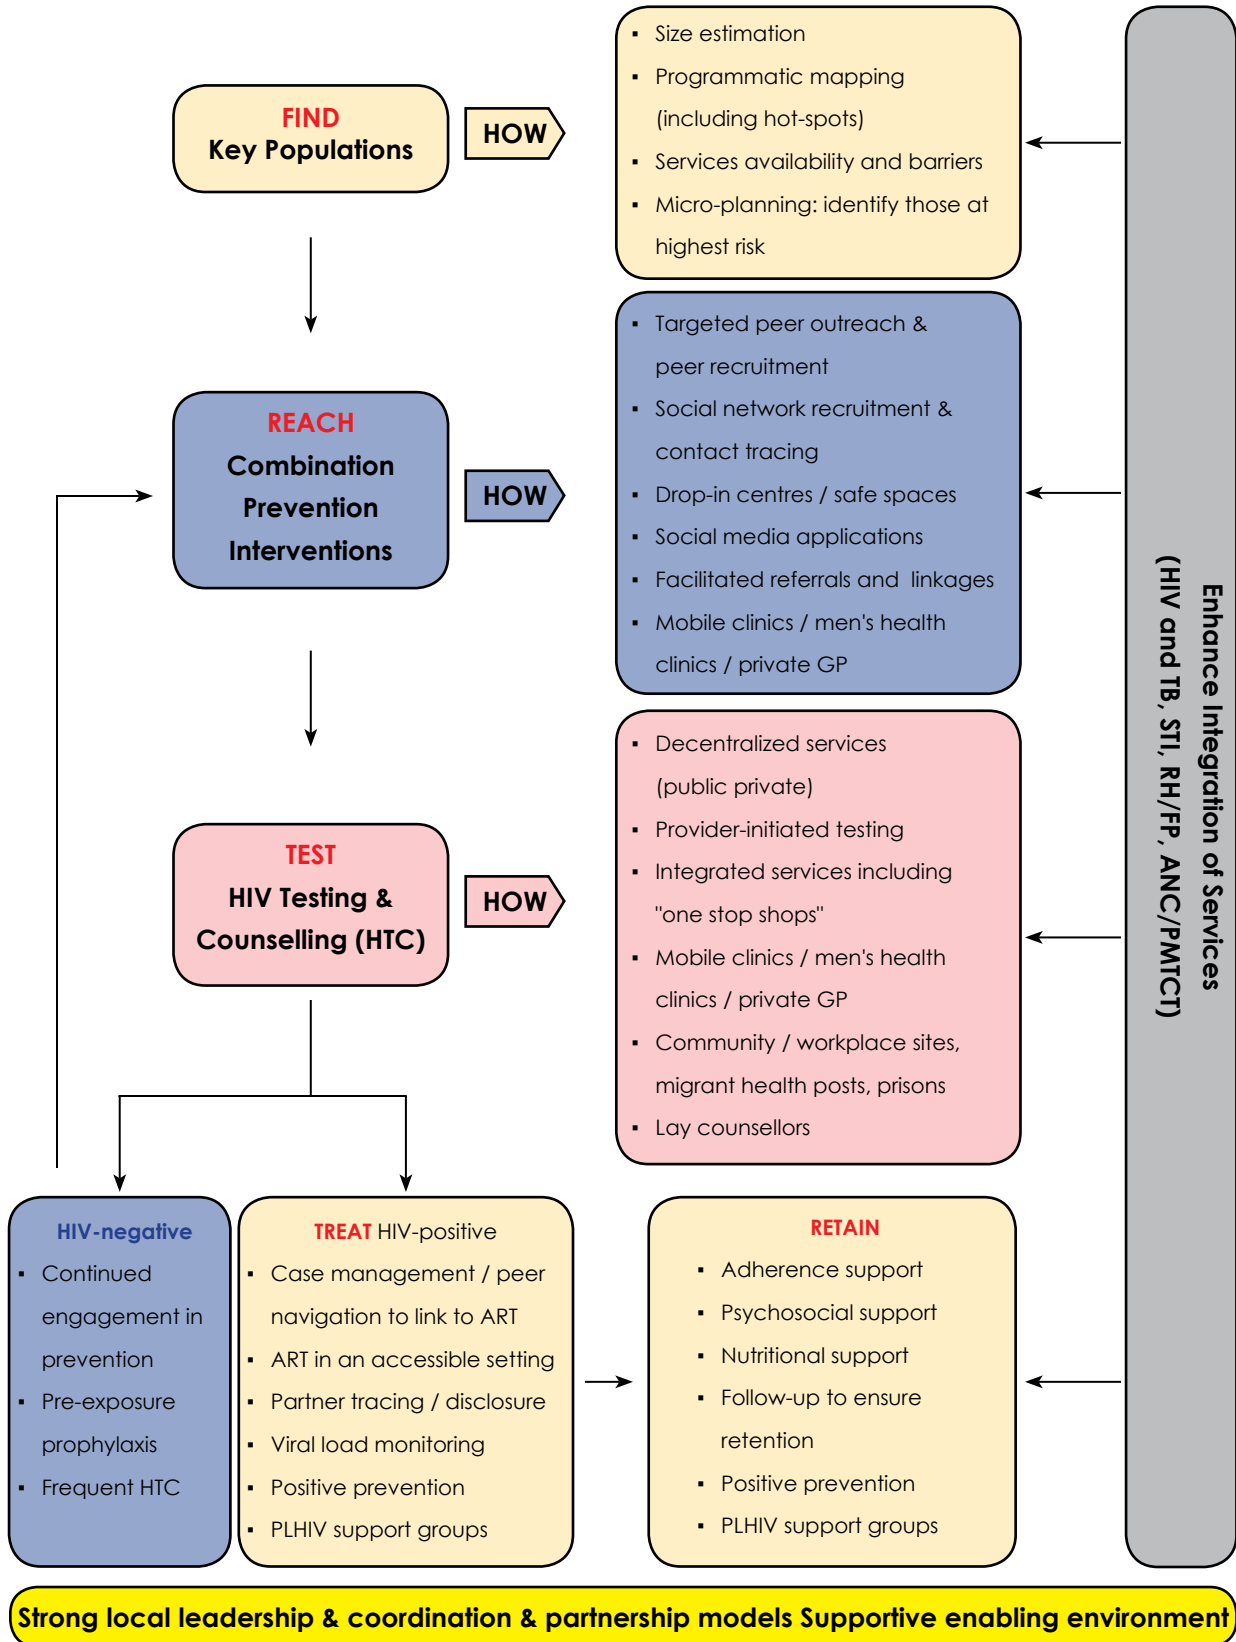 FIND
Key Populations
HOW
▪ Size estimation
▪ Programmatic mapping
(including hot-spots)
▪ Services availability and barriers
▪ Micro-planning: identify those at
highest risk
REACH
Combination
Prevention
Interventions
HOW
▪ Targeted peer outreach &
peer recruitment
▪ Social network recruitment &
contact tracing
▪ Drop-in centres / safe spaces
▪ Social media applications
▪ Facilitated referrals and linkages
▪ Mobile clinics / men's health
clinics / private GP
TEST
HIV Testing &
Counselling (HTC)
HOW
▪ Decentralized services
(public private)
▪ Provider-initiated testing
▪ Integrated services including
"one stop shops"
▪ Mobile clinics / men's health
clinics / private GP
▪ Community / workplace sites,
migrant health posts, prisons
▪ Lay counsellors
HIV-negative
▪ Continued
engagement in
prevention
▪ Pre-exposure
prophylaxis
▪ Frequent HTC
TREAT HIV-positive
▪ Case management / peer
navigation to link to ART
▪ ART in an accessible setting
▪ Partner tracing / disclosure
▪ Viral load monitoring
▪ Positive prevention
▪ PLHIV support groups
RETAIN
▪ Adherence support
▪ Psychosocial support
▪ Nutritional support
▪ Follow-up to ensure
retention
▪ Positive prevention
▪ PLHIV support groups
Enhance Integration of Services
(HIV and TB, STI, RH/FP, ANC/PMTCT)
Strong local leadership & coordination & partnership models Supportive enabling environment